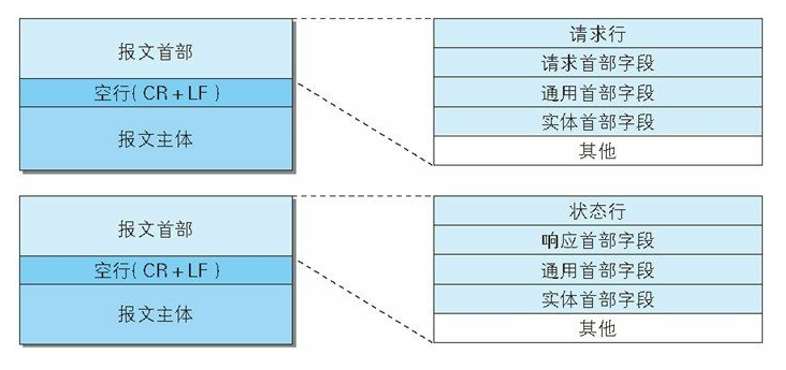 报文首部
空行( CR + LF )
报文主体
请求行
请求首部字段
通用首部字段
实体首部字段
其他
报文首部
空行( CR + LF )
报文主体
状态行
响应首部字段
通用首部字段
实体首部字段
其他